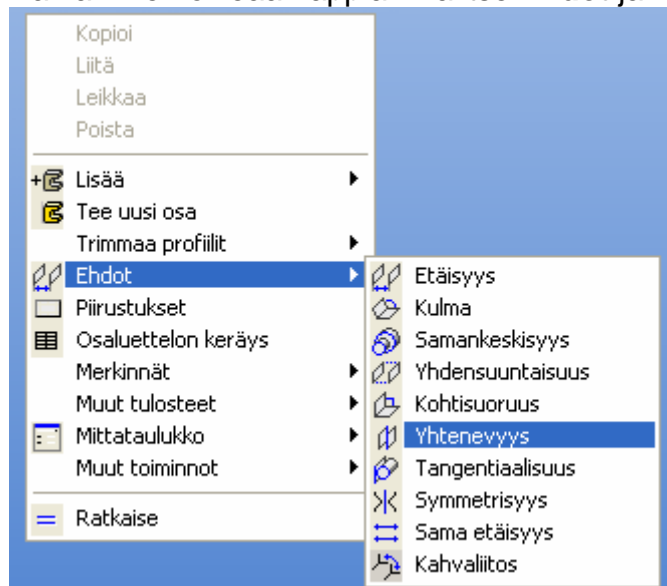 Kopioi
Liitä
Leikkaa
Poista
Lisää
Tee uusi osa
Trimmaa profiilit
Ehdot
Piirustukset
Osaluettelon keräys
Merkinnät
Muut tulosteet
Mittataulukko
Muut toiminnot
Ratkaise
Etäisyys
Kulma
Samankeskisyys
Yhdensuuntaisuus
Kohtisuoruus
Yhtenevyys
Tangentiaalisuus
Symmetrisyys
Sama etäisyys
Kahvaliitos